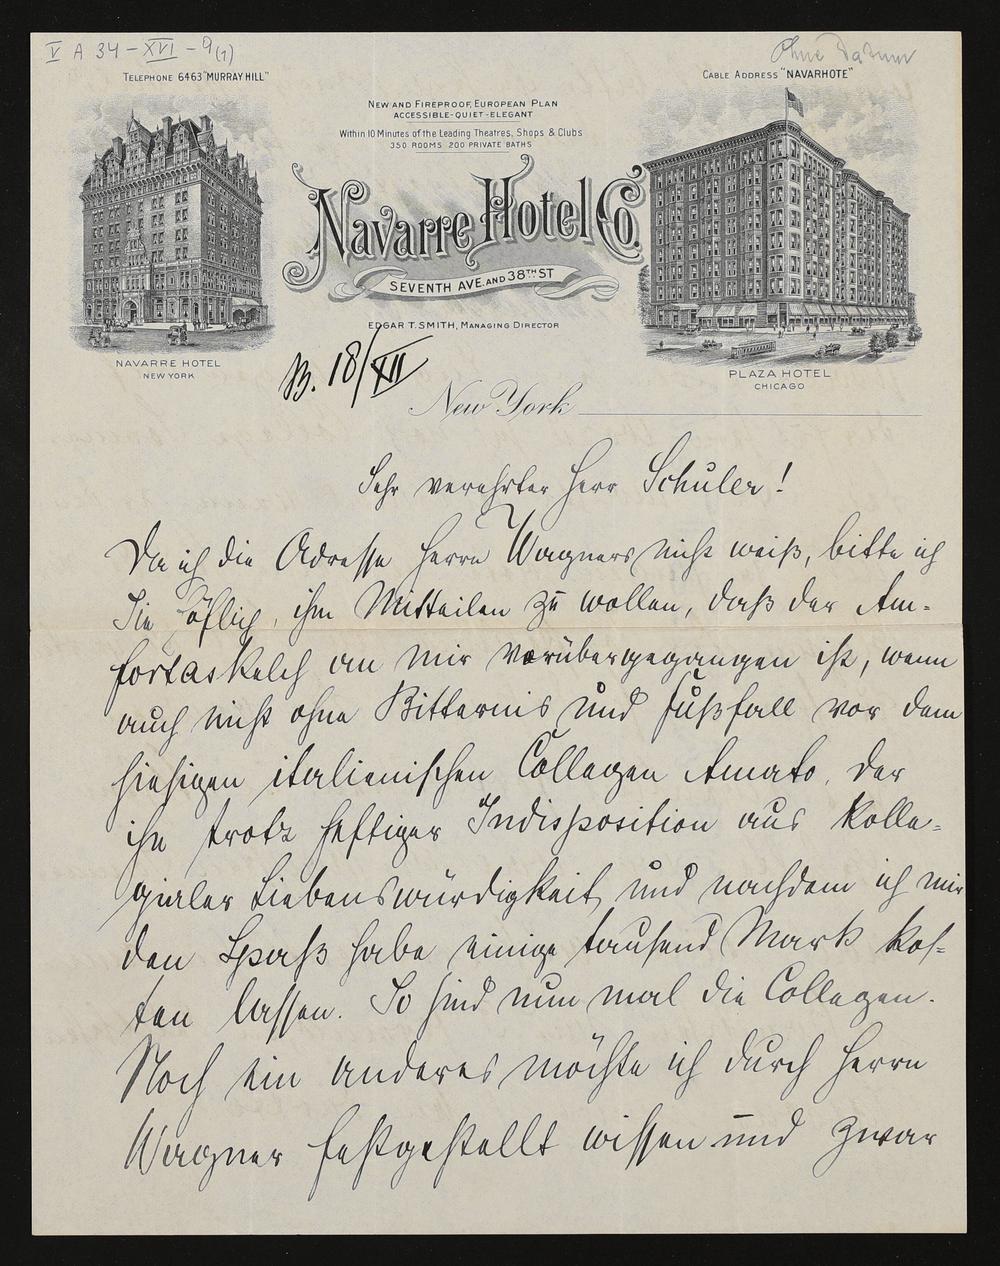 V A 34 - XVI - 9 (1)
Ohne Datum
TELEPHONE 6463 "MURRAY HILL"
CABLE ADDRESS "NAVARHOTE"
NEW AND FIREPROOF, EUROPEAN PLAN
ACCESSIBLE-QUIET-ELEGANT
Within 10 Minutes of the Leading Theatres, Shops & Clubs
350 ROOMS 200 PRIVATE BATHS
Navarre Hotel Co.
SEVENTH AVE. AND 38TH ST
EDGAR T. SMITH, MANAGING DIRECTOR
NAVARRE HOTEL
NEW YORK
PLAZA HOTEL
CHICAGO
B. 18/XII
New York
Sehr verehrter Herr Schuler!
Da ich die Adresse Herrn Wagners nicht weiß, bitte ich
Sie höflich, ihm Mitteilen zu wollen, daß der Am-
fortaskelch an mir vorübergegangen ist, wenn
auch nicht ohne Bitternis und Fußfall vor dem
hiesigen italienischen Collegen Amato, der
ihn trotz heftiger Indisposition aus Kolle-
gialer Liebenswürdigkeit, und nachdem ich mir
den Spaß habe einige tausend Mark kos-
ten lassen. So sind nun mal die Collegen.
Noch ein anderes möchte ich durch Herrn
Wagner festgestellt wissen und zwar